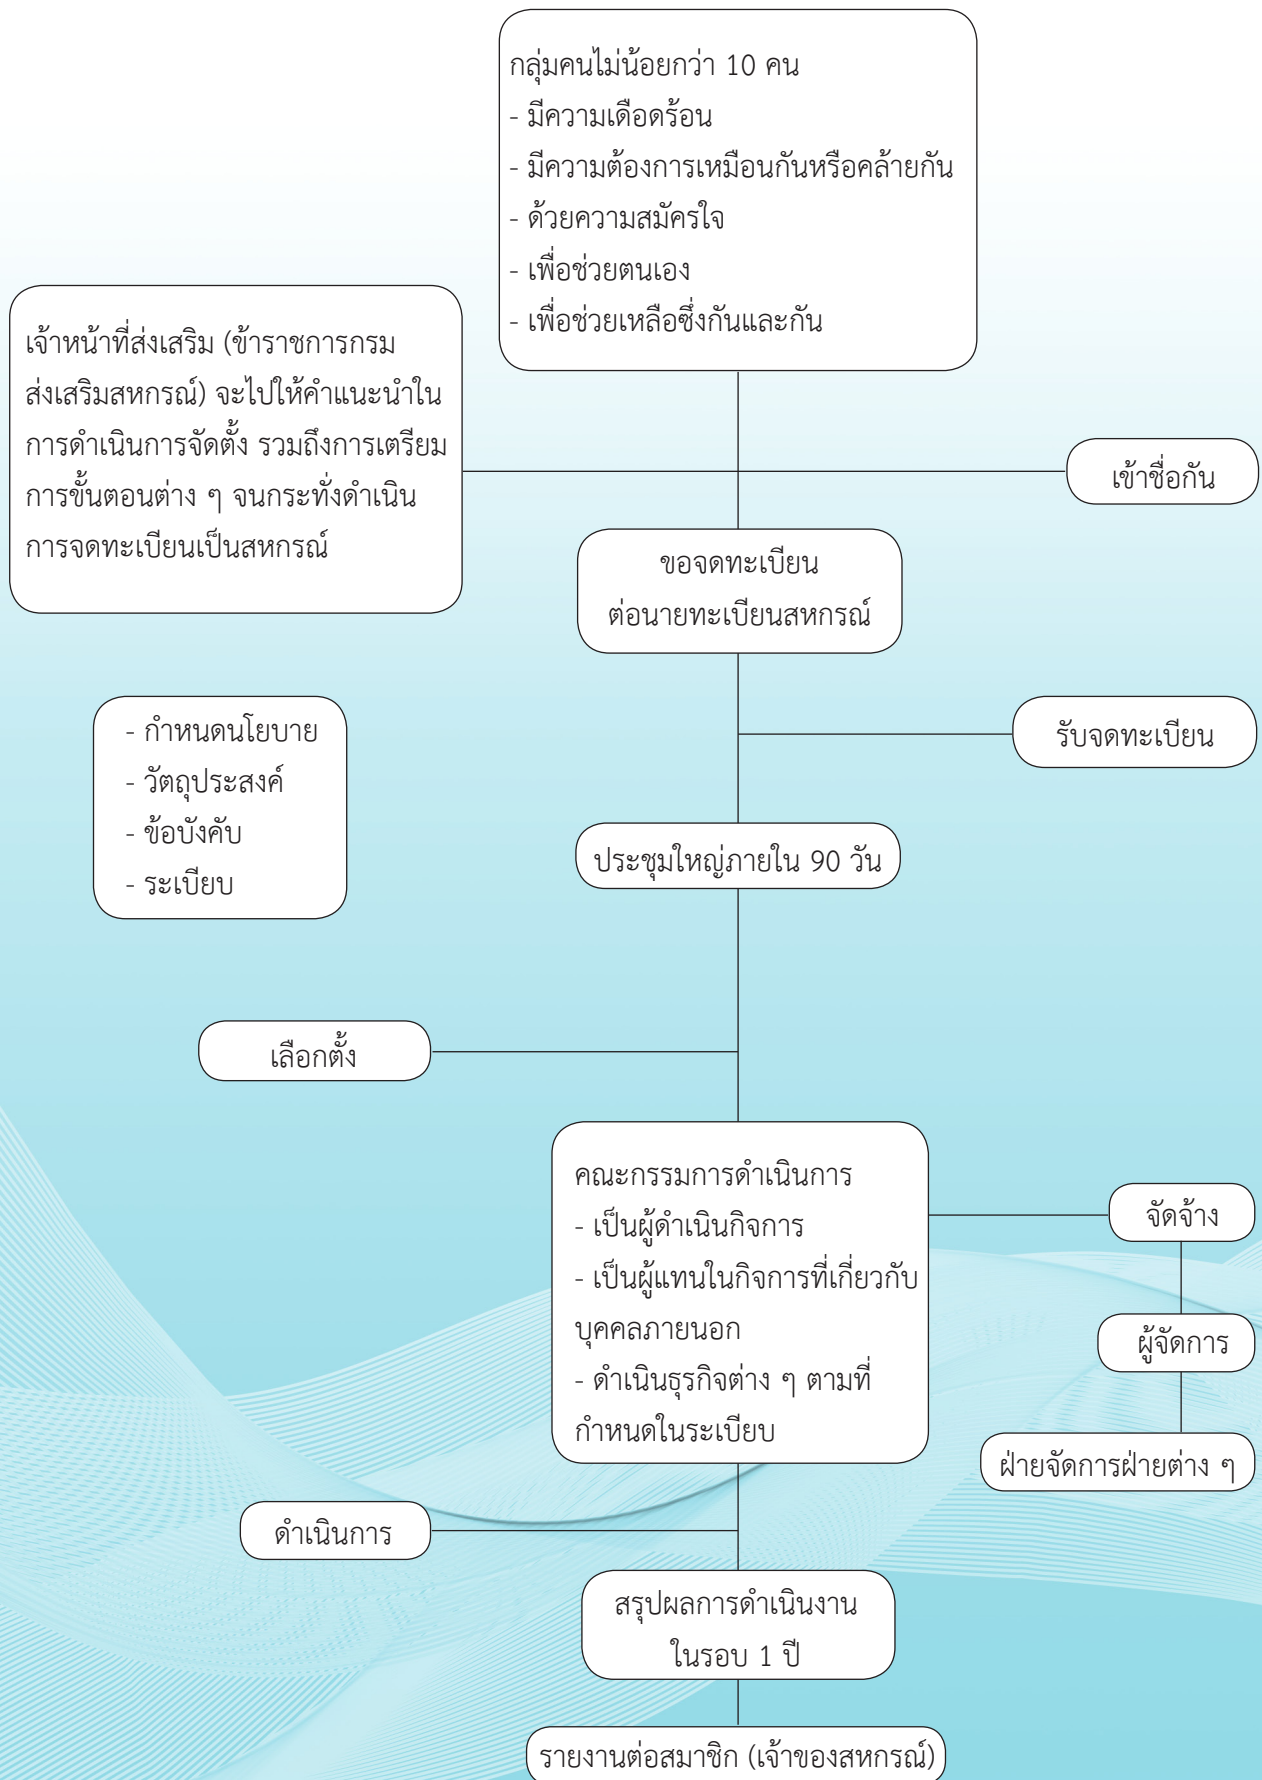 กลุ่มคนไม่น้อยกว่า 10 คน
- มีความเดือดร้อน
- มีความต้องการเหมือนกันหรือคล้ายกัน
- ด้วยความสมัครใจ
- เพื่อช่วยตนเอง
- เพื่อช่วยเหลือซึ่งกันและกัน
เจ้าหน้าที่ส่งเสริม (ข้าราชการกรม
ส่งเสริมสหกรณ์) จะไปให้คำแนะนำใน
การดำเนินการจัดตั้ง รวมถึงการเตรียม
การขั้นตอนต่าง ๆ จนกระทั่งดำเนิน
การจดทะเบียนเป็นสหกรณ์
เข้าชื่อกัน
ขอจดทะเบียน
ต่อนายทะเบียนสหกรณ์
- กำหนดนโยบาย
- วัตถุประสงค์
- ข้อบังคับ
- ระเบียบ
รับจดทะเบียน
ประชุมใหญ่ภายใน 90 วัน
เลือกตั้ง
คณะกรรมการดำเนินการ
- เป็นผู้ดำเนินกิจการ
- เป็นผู้แทนในกิจการที่เกี่ยวกับ
บุคคลภายนอก
- ดำเนินธุรกิจต่าง ๆ ตามที่
กำหนดในระเบียบ
จัดจ้าง
ผู้จัดการ
ฝ่ายจัดการฝ่ายต่าง ๆ
ดำเนินการ
สรุปผลการดำเนินงาน
ในรอบ 1 ปี
รายงานต่อสมาชิก (เจ้าของสหกรณ์)